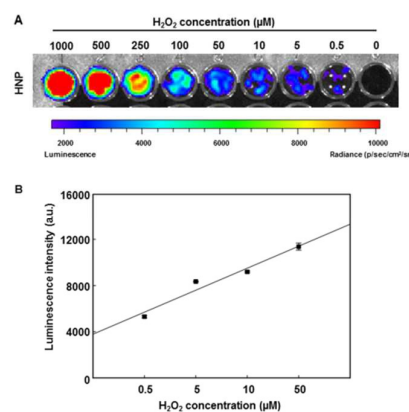 A
H₂O₂ concentration (µM)
1000 500 250 100 50 10 5 0.5 0
HNP
2000 4000 6000 8000 10000
Luminescence Radiance (p/sec/cm²/sr)
B
Luminescence intensity (a.u.)
16000
12000
8000
4000
0
0.5 5 10 50
H₂O₂ concentration (µM)